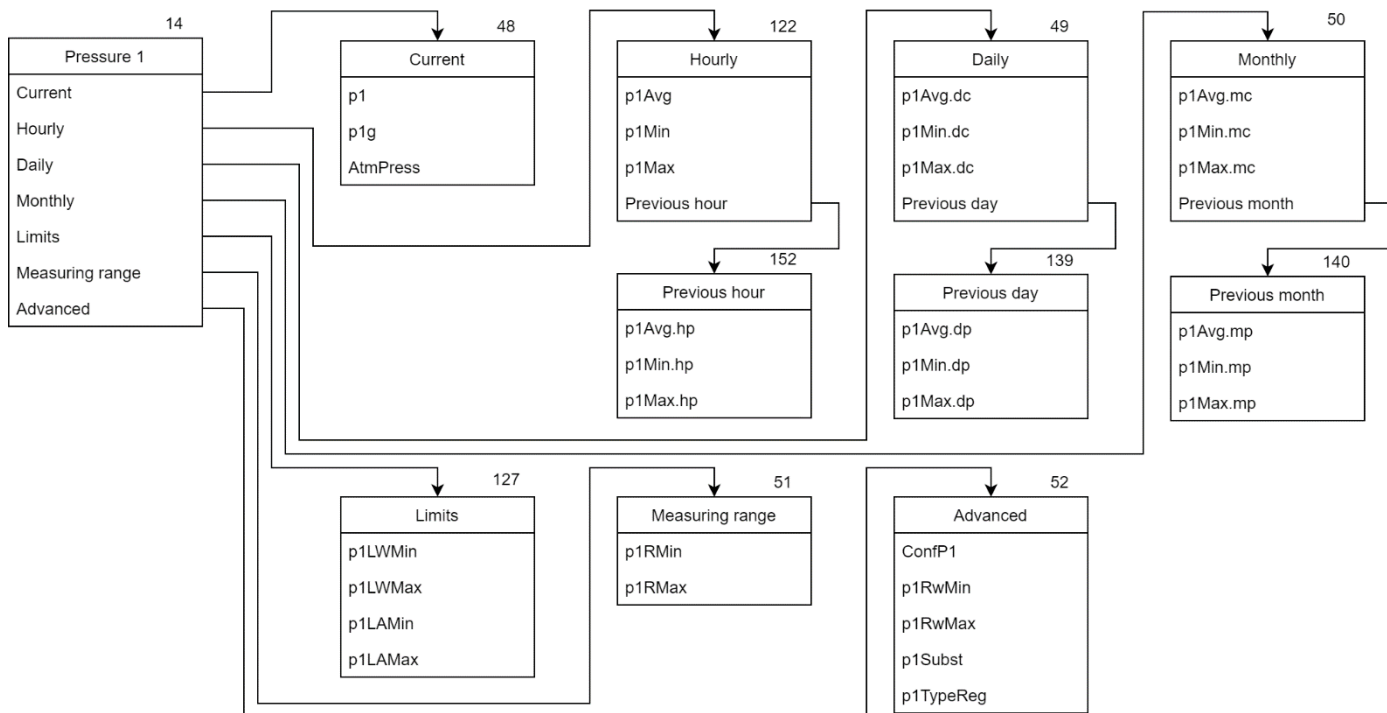 14
Pressure 1
Current
Hourly
Daily
Monthly
Limits
Measuring range
Advanced
48
Current
p1
p1g
AtmPress
122
Hourly
p1Avg
p1Min
p1Max
Previous hour
49
Daily
p1Avg.dc
p1Min.dc
p1Max.dc
Previous day
50
Monthly
p1Avg.mc
p1Min.mc
p1Max.mc
Previous month
152
Previous hour
p1Avg.hp
p1Min.hp
p1Max.hp
139
Previous day
p1Avg.dp
p1Min.dp
p1Max.dp
140
Previous month
p1Avg.mp
p1Min.mp
p1Max.mp
127
Limits
p1LWMin
p1LWMax
p1LAMin
p1LAMax
51
Measuring range
p1RMin
p1RMax
52
Advanced
ConfP1
p1RwMin
p1RwMax
p1Subst
p1TypeReg